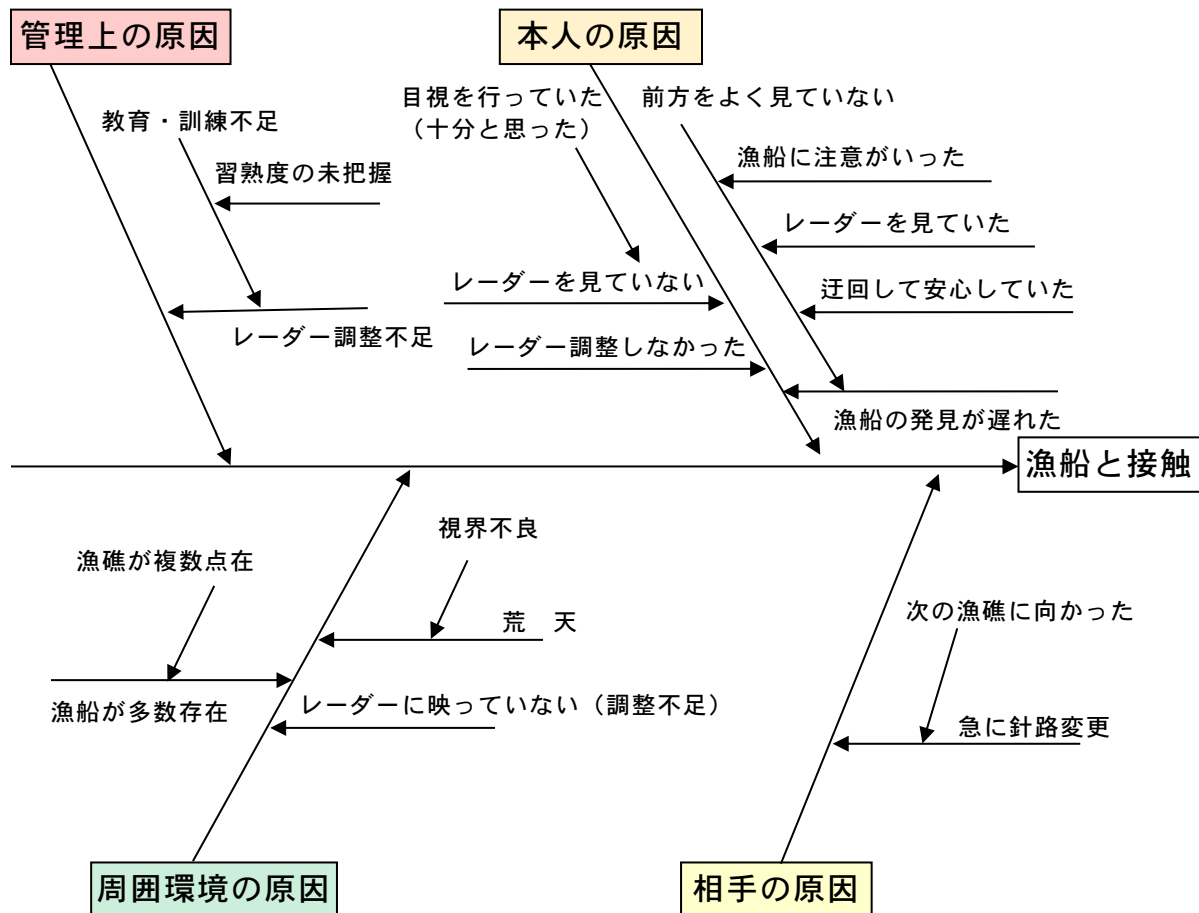 管理上の原因
本人の原因
教育・訓練不足
習熟度の未把握
レーダー調整不足
目視を行っていた
（十分と思った）
レーダーを見ていない
レーダー調整しなかった
前方をよく見ていない
漁船に注意がいった
レーダーを見ていた
迂回して安心していた
漁船の発見が遅れた
漁船と接触
漁礁が複数点在
漁船が多数存在
視界不良
荒　天
レーダーに映っていない（調整不足）
次の漁礁に向かった
急に針路変更
周囲環境の原因
相手の原因